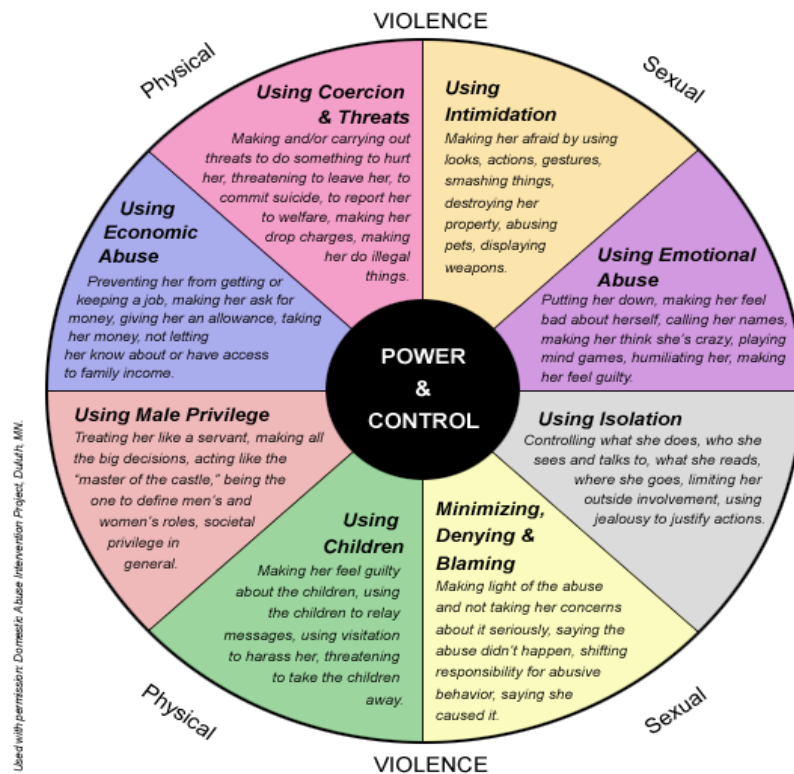 VIOLENCE
Physical
Sexual
Using Coercion
& Threats
Making and/or carrying out
threats to do something to hurt
her, threatening to leave her, to
commit suicide, to report her
to welfare, making her
drop charges, making
her do illegal
things.
Using
Intimidation
Making her afraid by using
looks, actions, gestures,
smashing things,
destroying her
property, abusing
pets, displaying
weapons.
Using
Economic
Abuse
Preventing her from getting or
keeping a job, making her ask for
money, giving her an allowance, taking
her money, not letting
her know about or have access
to family income.
Using Emotional
Abuse
Putting her down, making her feel
bad about herself, calling her names,
making her think she's crazy, playing
mind games, humiliating her, making
her feel guilty.
POWER
&
CONTROL
Using Male Privilege
Treating her like a servant, making all
the big decisions, acting like the
"master of the castle," being the
one to define men's and
women's roles, societal
privilege in
general.
Using Isolation
Controlling what she does, who she
sees and talks to, what she reads,
where she goes, limiting her
outside involvement, using
jealousy to justify actions.
Using
Children
Making her feel guilty
about the children, using
the children to relay
messages, using visitation
to harass her, threatening
to take the children
away.
Minimizing,
Denying &
Blaming
Making light of the abuse
and not taking her concerns
about it seriously, saying the
abuse didn't happen, shifting
responsibility for abusive
behavior, saying she
caused it.
Physical
Sexual
VIOLENCE
Used with permission: Domestic Abuse Intervention Project, Duluth, MN.